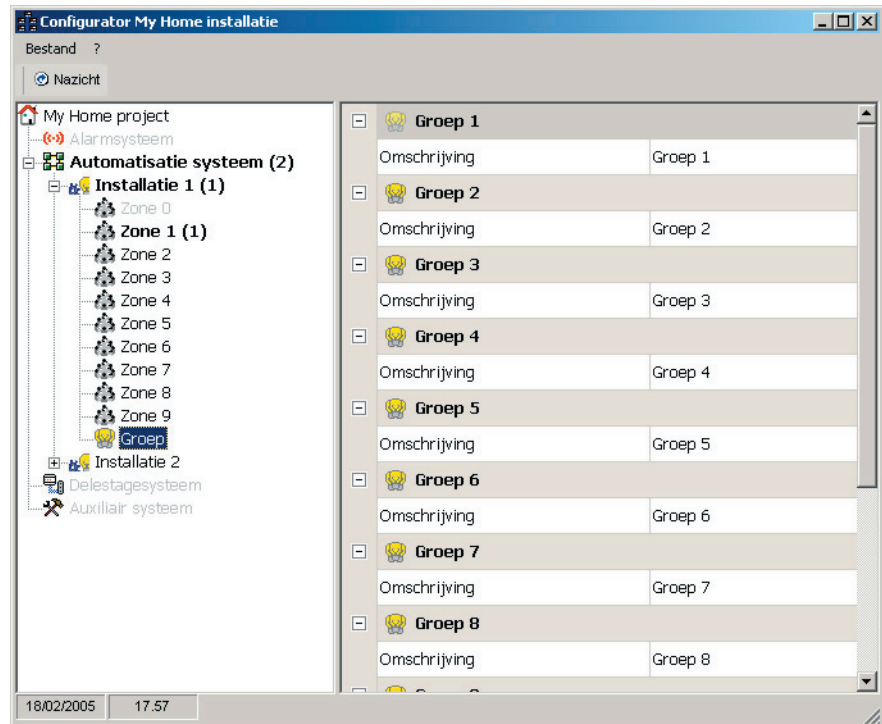 Configurator My Home installatie
Bestand ?
Nazicht
My Home project
Alarmsysteem
Automatisatie systeem (2)
Installatie 1 (1)
Zone 0
Zone 1 (1)
Zone 2
Zone 3
Zone 4
Zone 5
Zone 6
Zone 7
Zone 8
Zone 9
Groep
Installatie 2
Delestagesysteem
Auxiliair systeem
Groep 1
Omschrijving Groep 1
Groep 2
Omschrijving Groep 2
Groep 3
Omschrijving Groep 3
Groep 4
Omschrijving Groep 4
Groep 5
Omschrijving Groep 5
Groep 6
Omschrijving Groep 6
Groep 7
Omschrijving Groep 7
Groep 8
Omschrijving Groep 8
18/02/2005 17.57